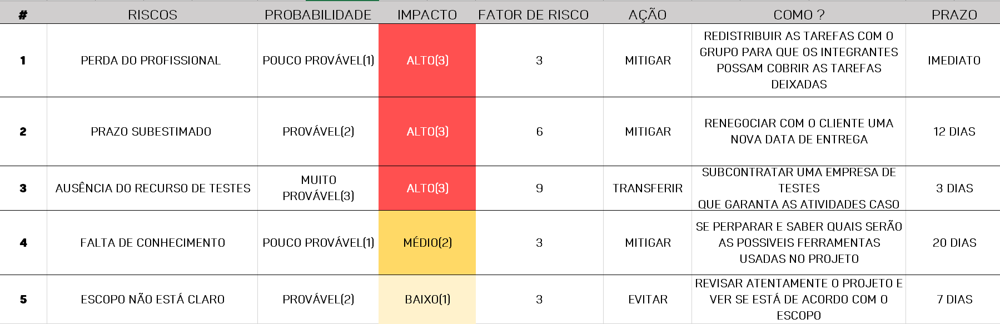 # RISCOS PROBABILIDADE IMPACTO FATOR DE RISCO AÇÃO COMO ? PRAZO
1 PERDA DO PROFISSIONAL POUCO PROVÁVEL(1) ALTO(3) 3 MITIGAR
REDISTRIBUIR AS TAREFAS COM O
GRUPO PARA QUE OS INTEGRANTES
POSSAM COBRIR AS TAREFAS
DEIXADAS
IMEDIATO
2 PRAZO SUBESTIMADO PROVÁVEL(2) ALTO(3) 6 MITIGAR
RENEGOCIAR COM O CLIENTE UMA
NOVA DATA DE ENTREGA
12 DIAS
3 AUSÊNCIA DO RECURSO DE TESTES
MUITO
PROVÁVEL(3)
ALTO(3) 9 TRANSFERIR
SUBCONTRATAR UMA EMPRESA DE
TESTES
QUE GARANTA AS ATIVIDADES CASO
3 DIAS
4 FALTA DE CONHECIMENTO POUCO PROVÁVEL(1) MÉDIO(2) 3 MITIGAR
SE PERPARAR E SABER QUAIS SERÃO
AS POSSIVEIS FERRAMENTAS
USADAS NO PROJETO
20 DIAS
5 ESCOPO NÃO ESTÁ CLARO PROVÁVEL(2) BAIXO(1) 3 EVITAR
REVISAR ATENTAMENTE O PROJETO E
VER SE ESTÁ DE ACORDO COM O
ESCOPO
7 DIAS